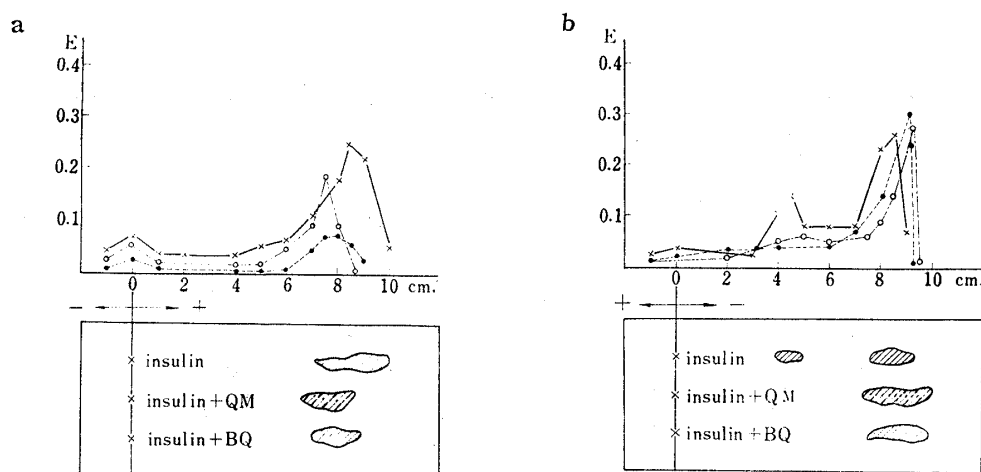 a
E
0.4
0.3
0.2
0.1
0 2 4 6 8 10 cm.
− +
insulin
insulin+QM
insulin+BQ
b
E
0.4
0.3
0.2
0.1
0 2 4 6 8 10 cm.
+ −
insulin
insulin+QM
insulin+BQ